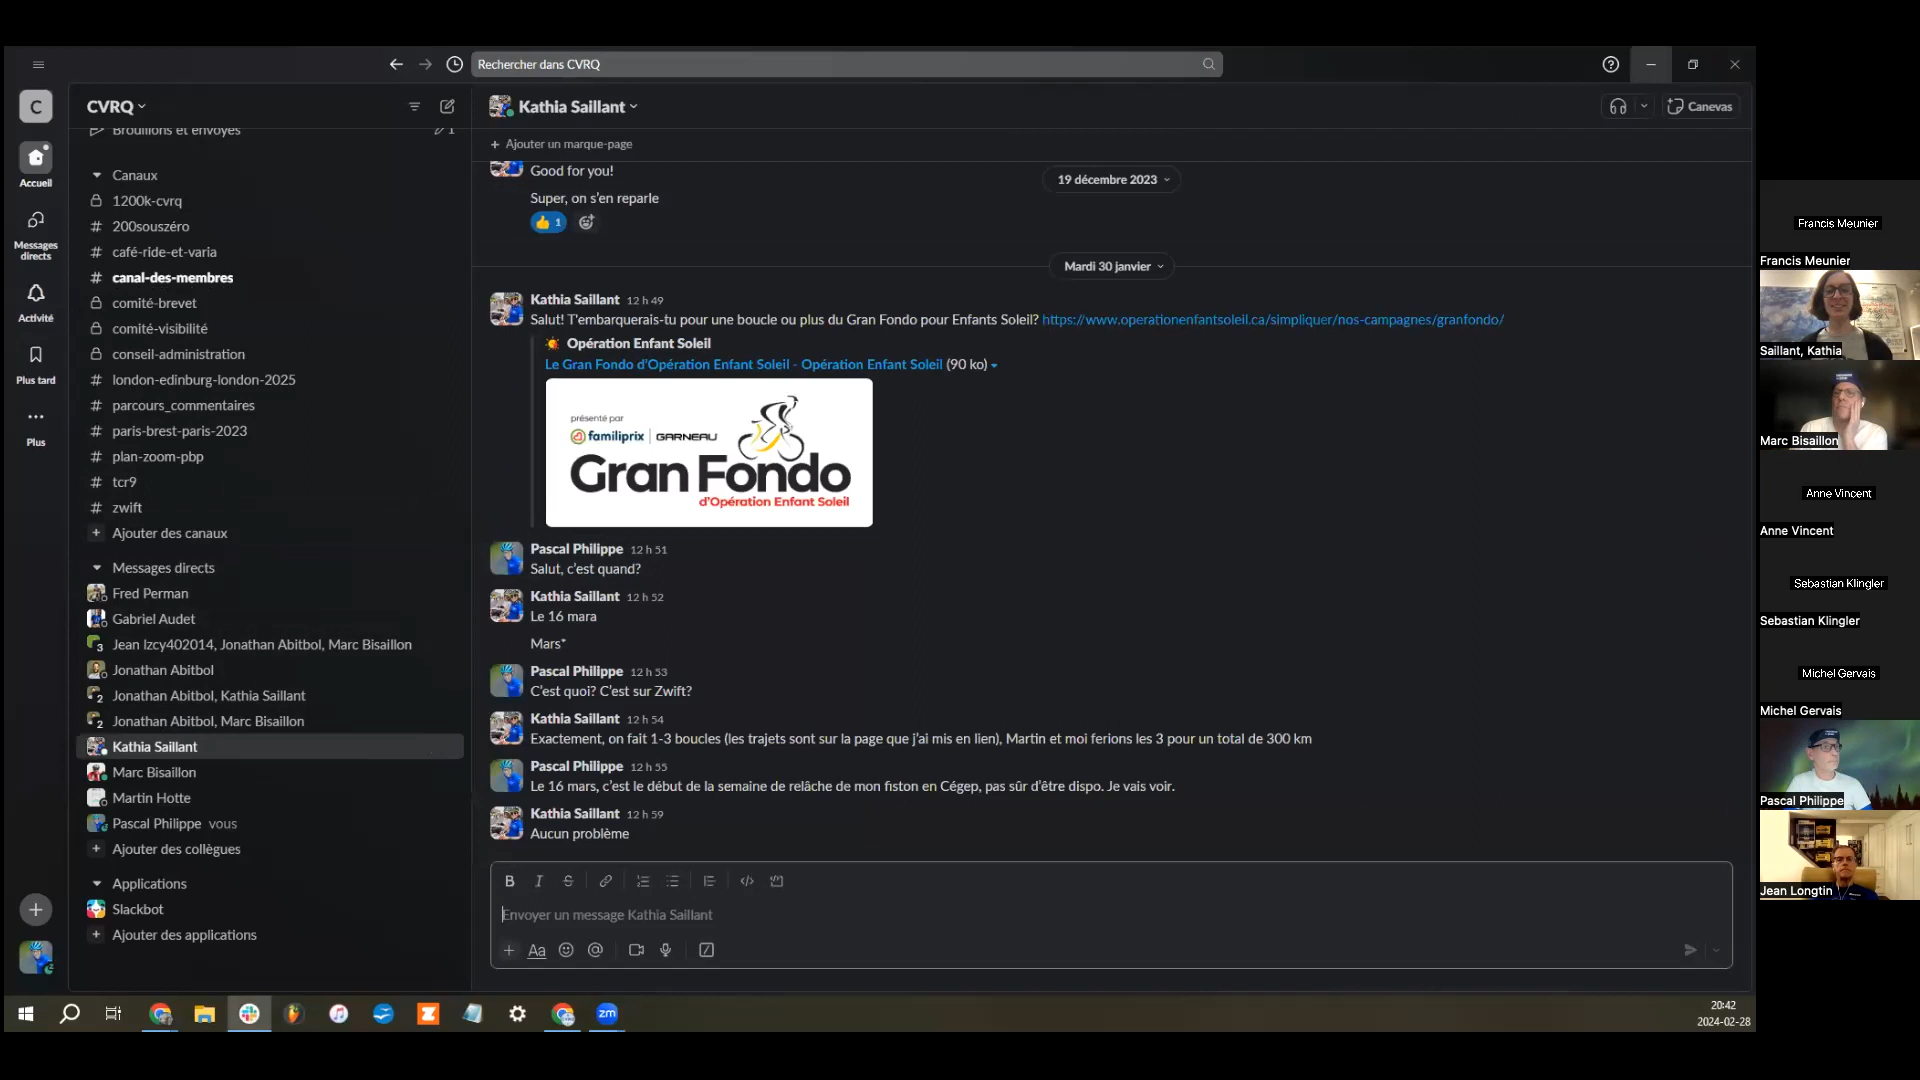 Rechercher dans CVRQ
C
CVRQ
Kathia Saillant
Canevas
Brouillons et envoyés
1
Ajouter un marque-page
Accueil
Messages directs
Activité
Plus tard
Plus
Canaux
1200k-cvrq
200souszéro
café-ride-et-varia
canal-des-membres
comité-brevet
comité-visibilité
conseil-administration
london-edinburg-london-2025
parcours_commentaires
paris-brest-paris-2023
plan-zoom-pbp
tcr9
zwift
Ajouter des canaux
Messages directs
Fred Perman
Gabriel Audet
3 Jean lzcy402014, Jonathan Abitbol, Marc Bisaillon
Jonathan Abitbol
2 Jonathan Abitbol, Kathia Saillant
2 Jonathan Abitbol, Marc Bisaillon
Kathia Saillant
Marc Bisaillon
Martin Hotte
Pascal Philippe vous
Ajouter des collègues
Applications
Slackbot
Ajouter des applications
Good for you!
19 décembre 2023
Super, on s'en reparle
1
Mardi 30 janvier
Kathia Saillant 12 h 49
Salut! T'embarquerais-tu pour une boucle ou plus du Gran Fondo pour Enfants Soleil? https://www.operationenfantsoleil.ca/simpliquer/nos-campagnes/granfondo/
Opération Enfant Soleil
Le Gran Fondo d'Opération Enfant Soleil - Opération Enfant Soleil (90 ko)
présenté par
familiprix | GARNEAU
Gran Fondo
d'Opération Enfant Soleil
Pascal Philippe 12 h 51
Salut, c'est quand?
Kathia Saillant 12 h 52
Le 16 mara
Mars*
Pascal Philippe 12 h 53
C'est quoi? C'est sur Zwift?
Kathia Saillant 12 h 54
Exactement, on fait 1-3 boucles (les trajets sont sur la page que j'ai mis en lien), Martin et moi ferions les 3 pour un total de 300 km
Pascal Philippe 12 h 55
Le 16 mars, c'est le début de la semaine de relâche de mon fiston en Cégep, pas sûr d'être dispo. Je vais voir.
Kathia Saillant 12 h 59
Aucun problème
Envoyer un message Kathia Saillant
Aa
zm
20:42
2024-02-28
Francis Meunier
Francis Meunier
Saillant, Kathia
Marc Bisaillon
Anne Vincent
Anne Vincent
Sebastian Klingler
Sebastian Klingler
Michel Gervais
Michel Gervais
Pascal Philippe
Jean Longtin